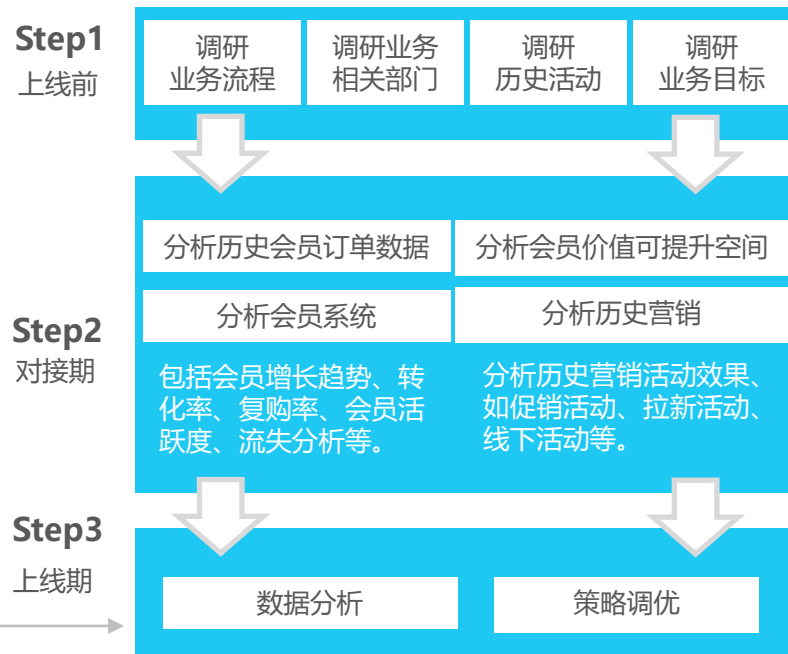 Step1
上线前
调研
业务流程
调研业务
相关部门
调研
历史活动
调研
业务目标
Step2
对接期
分析历史会员订单数据
分析会员价值可提升空间
分析会员系统
分析历史营销
包括会员增长趋势、转
化率、复购率、会员活
跃度、流失分析等。
分析历史营销活动效果、
如促销活动、拉新活动、
线下活动等。
Step3
上线期
数据分析
策略调优